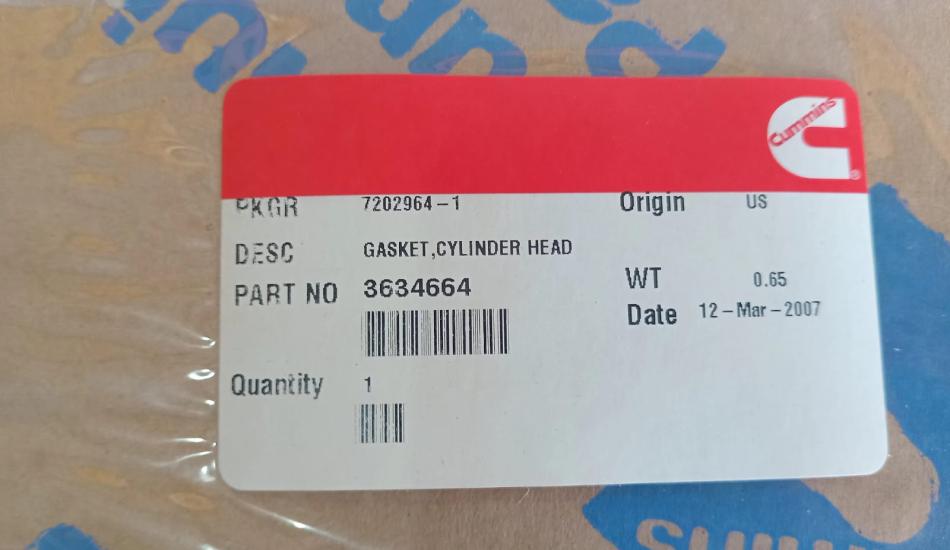 Cummins
PKGR 7202964-1 Origin US
DESC GASKET,CYLINDER HEAD
PART NO 3634664 WT 0.65
Date 12-Mar-2007
Quantity 1